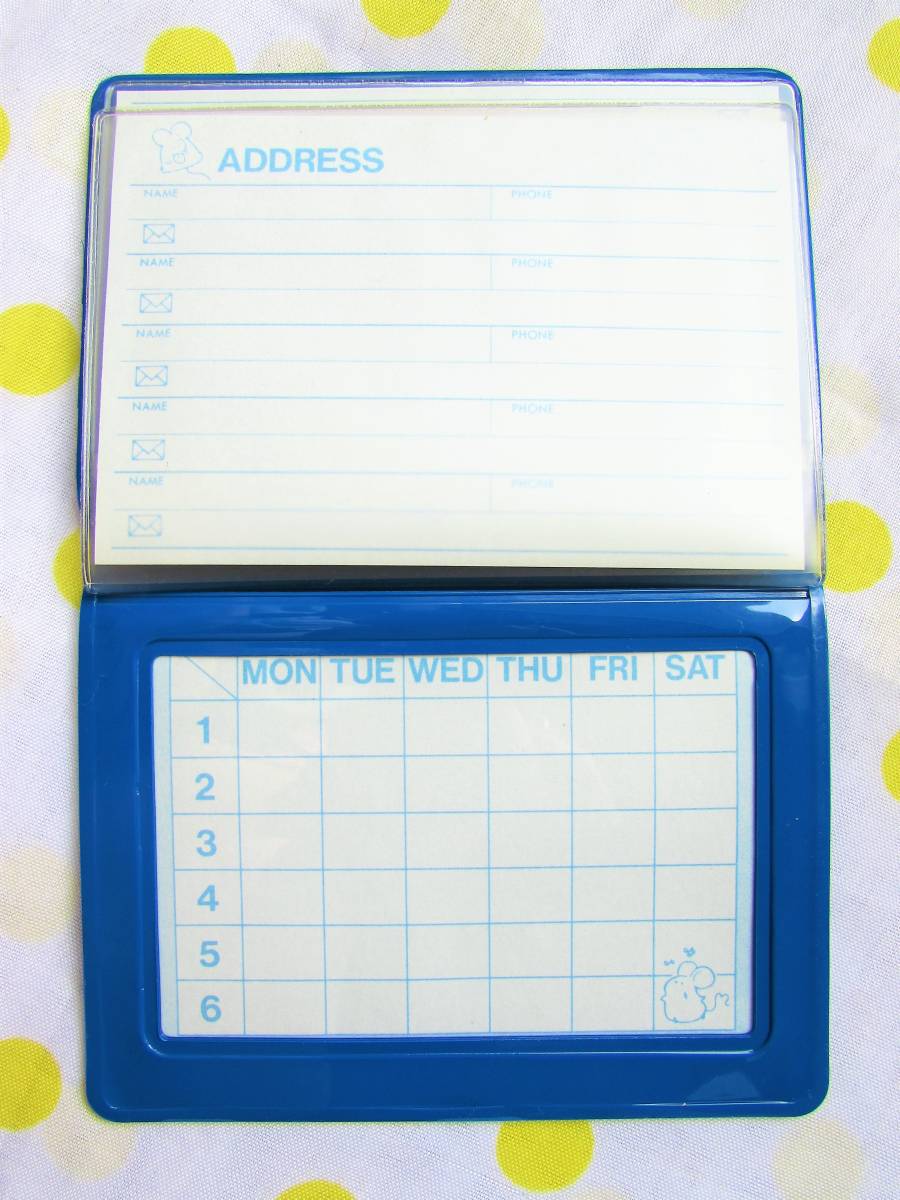 ADDRESS
NAME PHONE
NAME PHONE
NAME PHONE
NAME PHONE
NAME PHONE
MON TUE WED THU FRI SAT
1
2
3
4
5
6